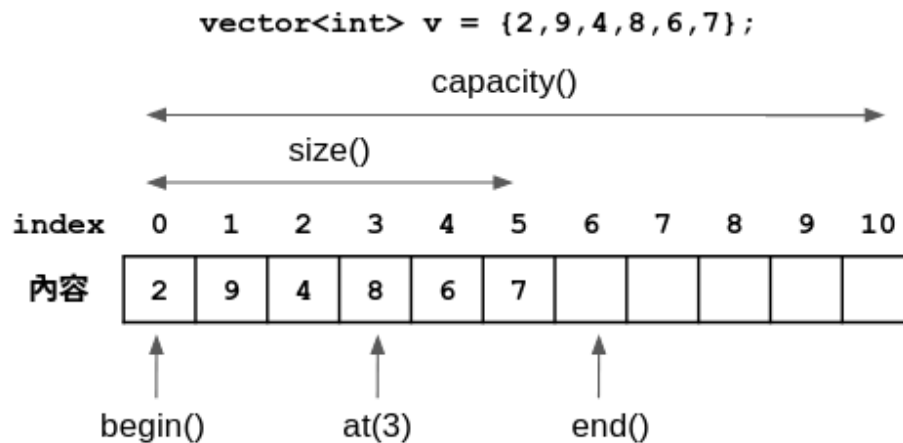 vector<int> v = {2,9,4,8,6,7};
capacity()
size()
index 0 1 2 3 4 5 6 7 8 9 10
內容 2 9 4 8 6 7
begin() at(3) end()